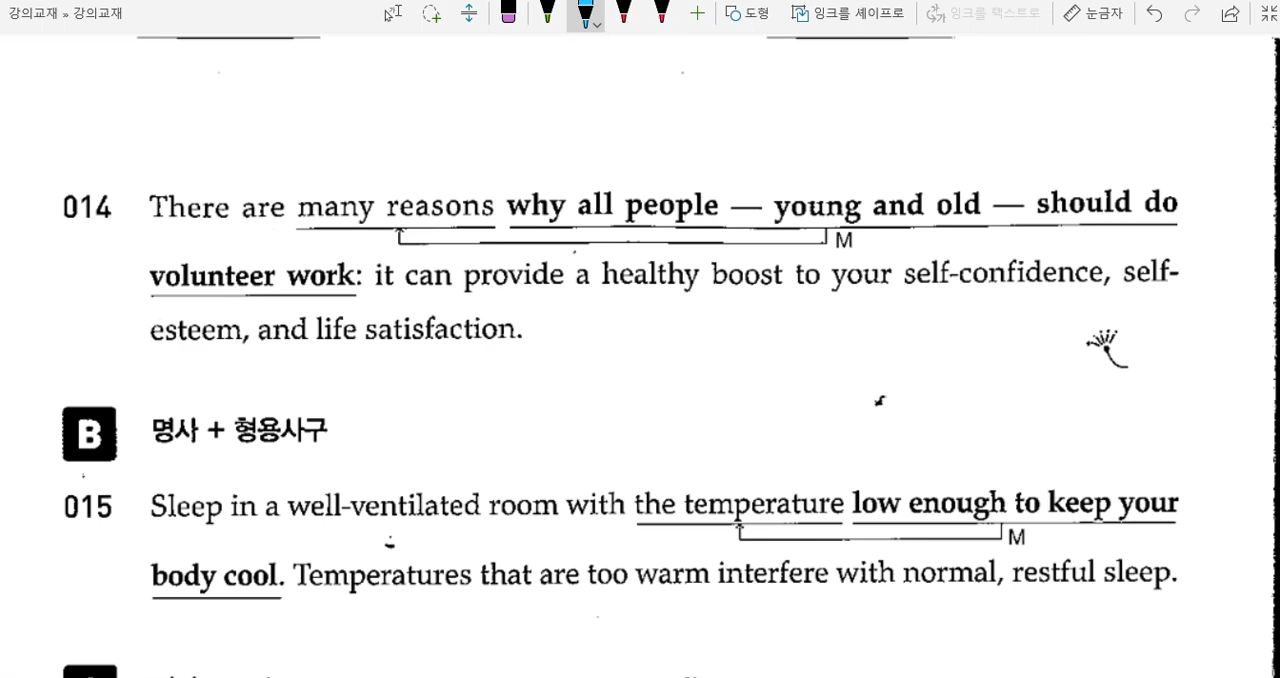 강의교재 » 강의교재 도형 잉크를 셰이프로 잉크를 텍스트로 눈금자
014 There are many reasons why all people — young and old — should do
M
volunteer work: it can provide a healthy boost to your self-confidence, self-
esteem, and life satisfaction.
B 명사 + 형용사구
015 Sleep in a well-ventilated room with the temperature low enough to keep your
M
body cool. Temperatures that are too warm interfere with normal, restful sleep.